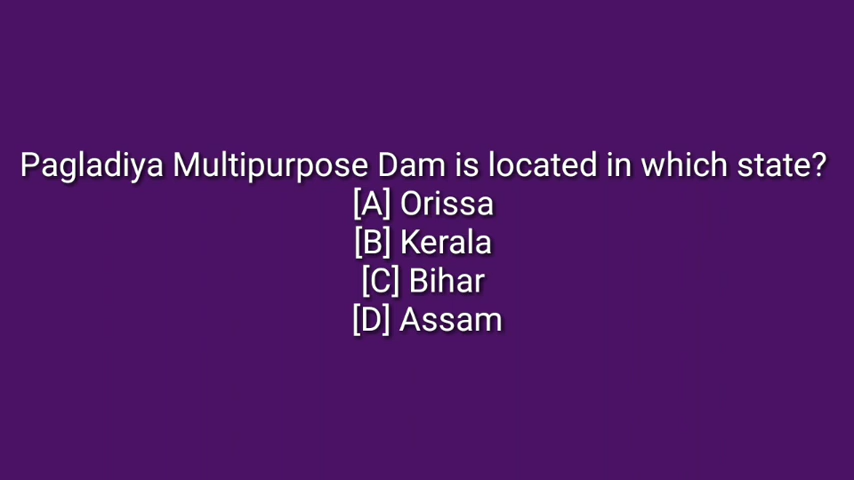 Pagladiya Multipurpose Dam is located in which state?
[A] Orissa
[B] Kerala
[C] Bihar
[D] Assam